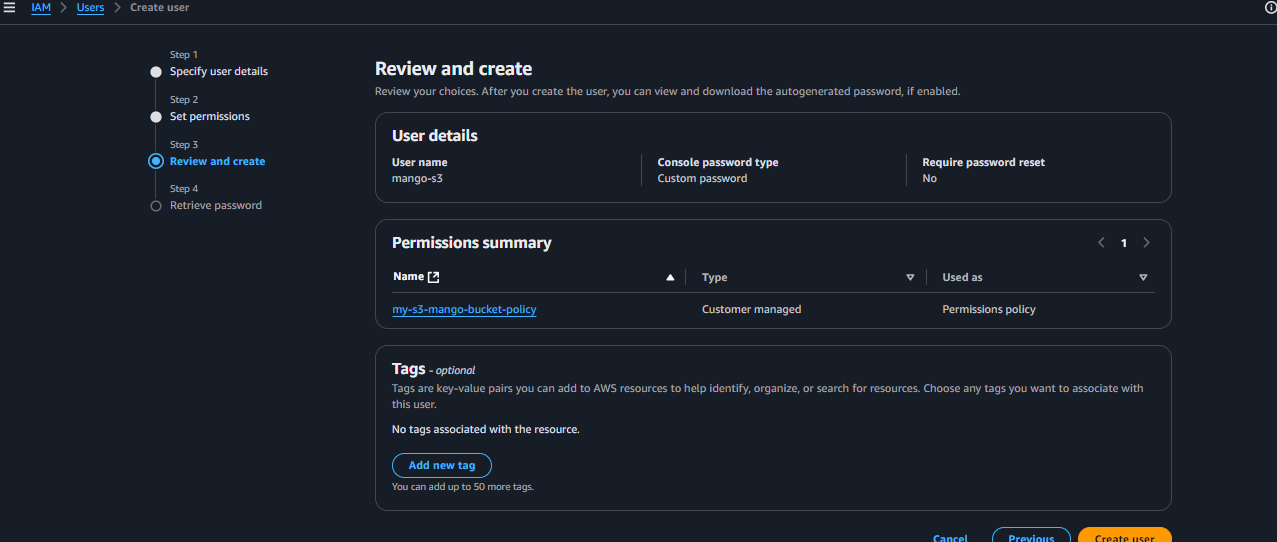 IAM > Users > Create user
Step 1
Specify user details
Step 2
Set permissions
Step 3
Review and create
Step 4
Retrieve password
Review and create
Review your choices. After you create the user, you can view and download the autogenerated password, if enabled.
User details
User name
mango-s3
Console password type
Custom password
Require password reset
No
Permissions summary
1
Name Type Used as
my-s3-mango-bucket-policy Customer managed Permissions policy
Tags - optional
Tags are key-value pairs you can add to AWS resources to help identify, organize, or search for resources. Choose any tags you want to associate with
this user.
No tags associated with the resource.
Add new tag
You can add up to 50 more tags.
Cancel Previous Create user